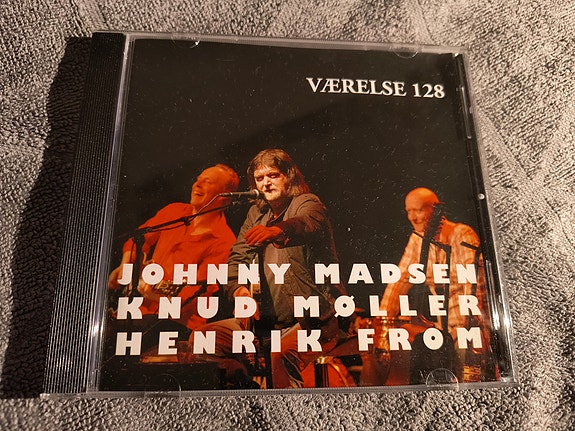 VÆRELSE 128
JOHNNY MADSEN
KNUD MØLLER
HENRIK FROM